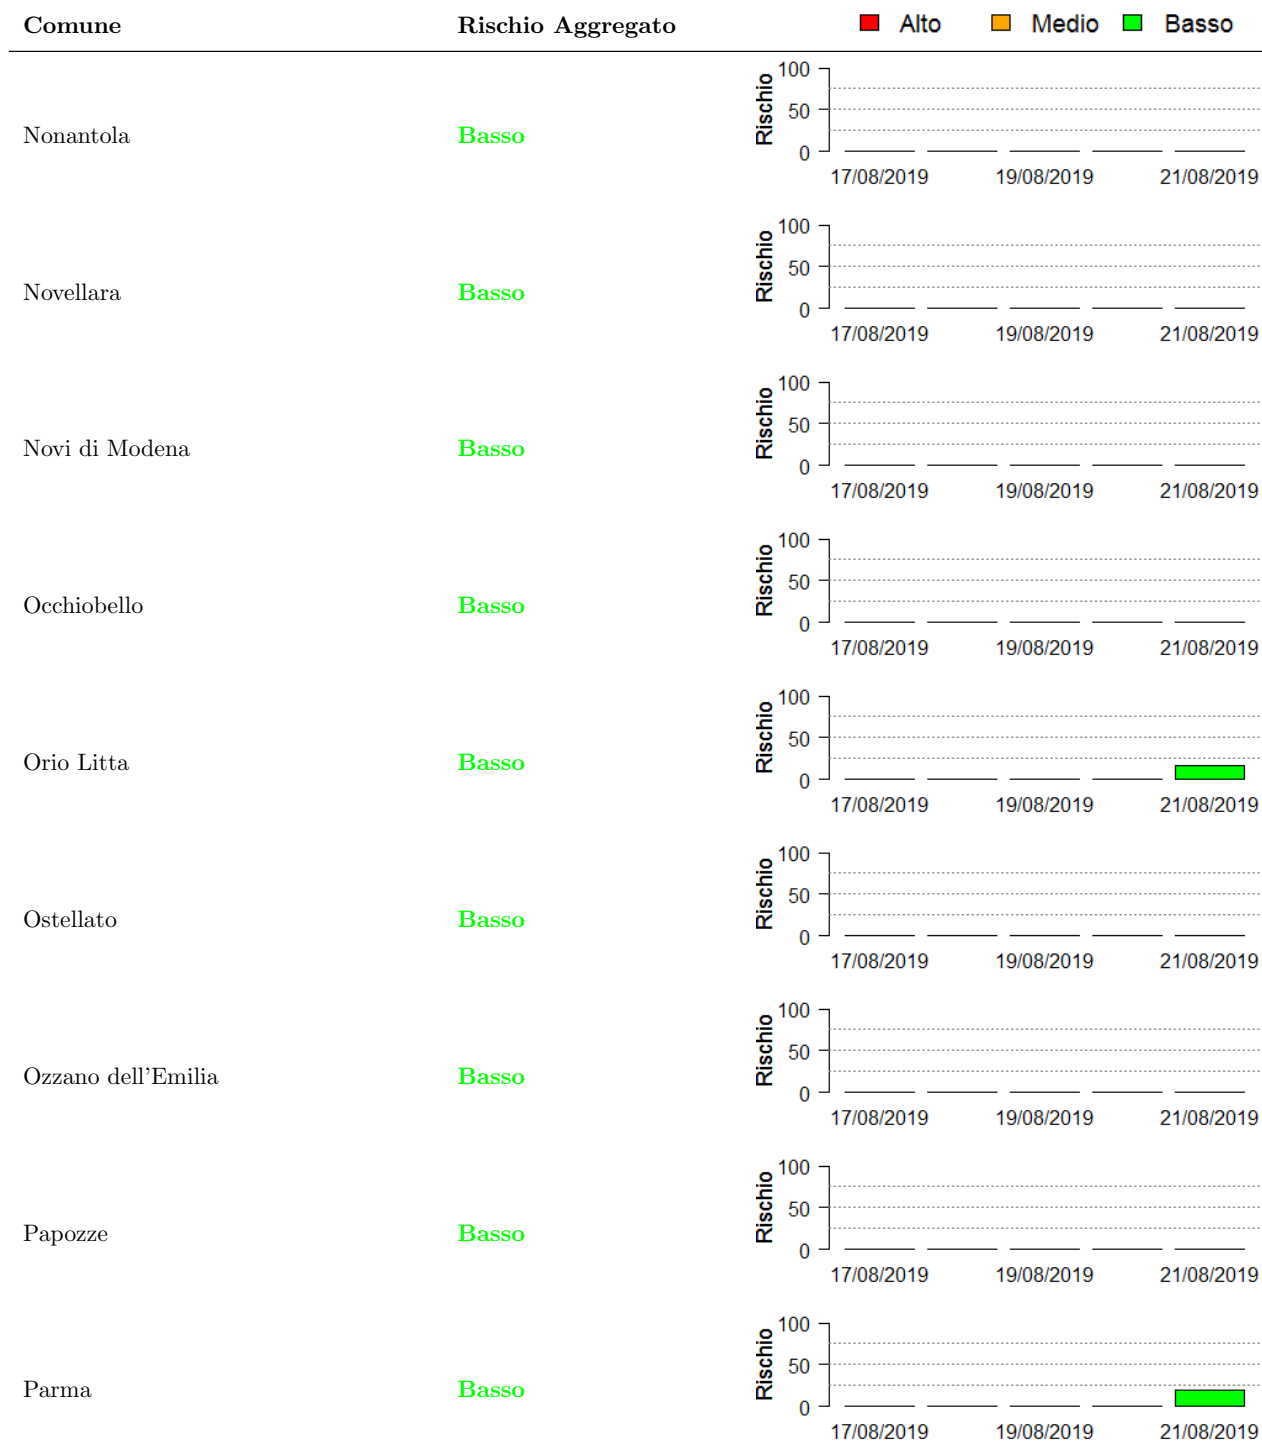 Comune Rischio Aggregato Alto Medio Basso
100
50
0
Rischio
Nonantola Basso
17/08/2019 19/08/2019 21/08/2019
100
50
0
Rischio
Novellara Basso
17/08/2019 19/08/2019 21/08/2019
100
50
0
Rischio
Novi di Modena Basso
17/08/2019 19/08/2019 21/08/2019
100
50
0
Rischio
Occhiobello Basso
17/08/2019 19/08/2019 21/08/2019
100
50
0
Rischio
Orio Litta Basso
17/08/2019 19/08/2019 21/08/2019
100
50
0
Rischio
Ostellato Basso
17/08/2019 19/08/2019 21/08/2019
100
50
0
Rischio
Ozzano dell'Emilia Basso
17/08/2019 19/08/2019 21/08/2019
100
50
0
Rischio
Papozze Basso
17/08/2019 19/08/2019 21/08/2019
100
50
0
Rischio
Parma Basso
17/08/2019 19/08/2019 21/08/2019